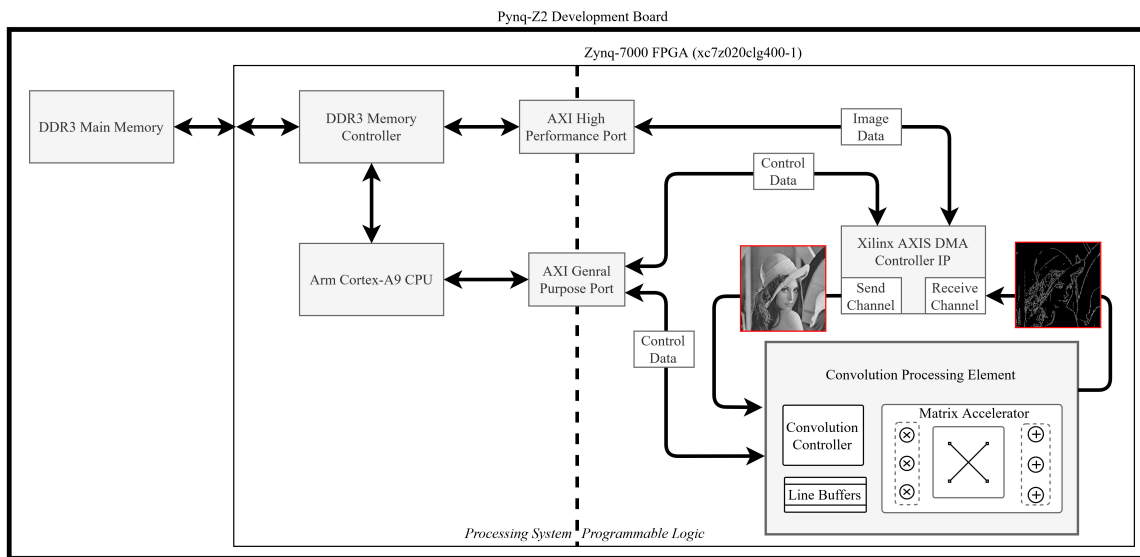 Pynq-Z2 Development Board
Zynq-7000 FPGA (xc7z020clg400-1)
DDR3 Main Memory
DDR3 Memory
Controller
AXI High
Performance Port
Image
Data
Control
Data
Xilinx AXIS DMA
Controller IP
Send
Channel
Receive
Channel
Arm Cortex-A9 CPU
AXI Genral
Purpose Port
Control
Data
Convolution Processing Element
Convolution
Controller
Line Buffers
Matrix Accelerator
Processing System
Programmable Logic